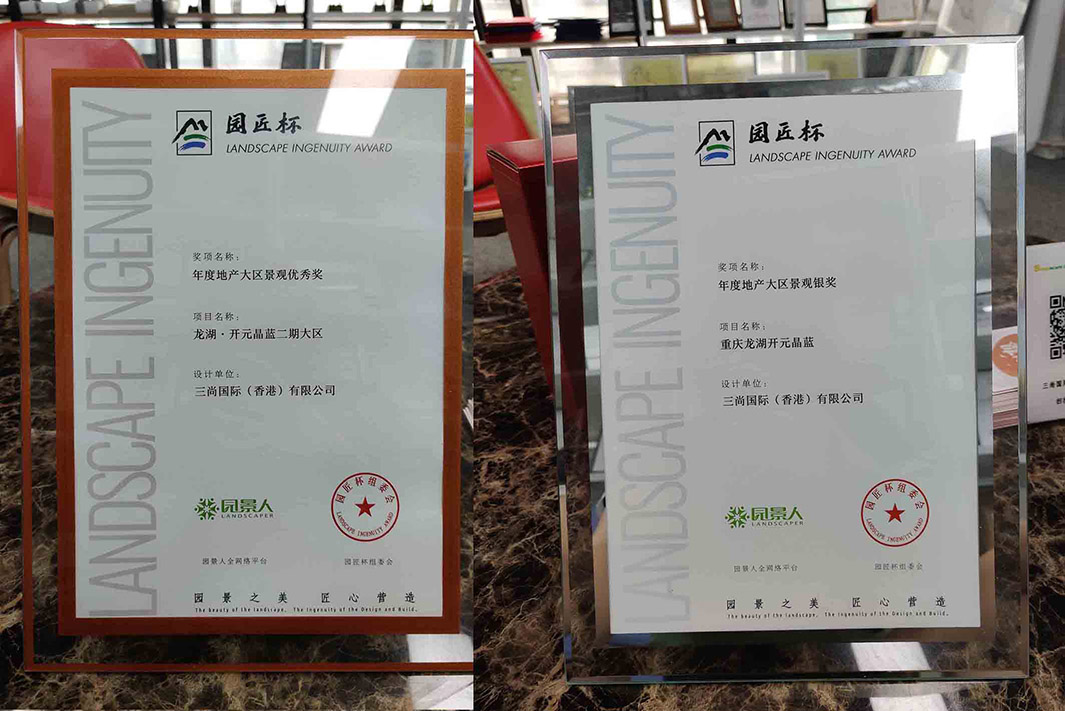 LANDSCAPE INGENUITY
园匠杯
LANDSCAPE INGENUITY AWARD
奖项名称：
年度地产大区景观优秀奖
项目名称：
龙湖·开元晶蓝二期大区
设计单位：
三尚国际（香港）有限公司
园景人
LANDSCAPER
园匠杯组委会
LANDSCAPE INGENUITY AWARD
园景人全网络平台
园匠杯组委会
园景之美 匠心营造
The beauty of the landscape, The Ingenuity of the Design and Build.
LANDSCAPE INGENUITY
园匠杯
LANDSCAPE INGENUITY AWARD
奖项名称：
年度地产大区景观银奖
项目名称：
重庆龙湖开元晶蓝
设计单位：
三尚国际（香港）有限公司
园景人
LANDSCAPER
园匠杯组委会
LANDSCAPE INGENUITY AWARD
园景人全网络平台
园匠杯组委会
园景之美 匠心营造
The beauty of the landscape, The Ingenuity of the Design and Build.
三尚国